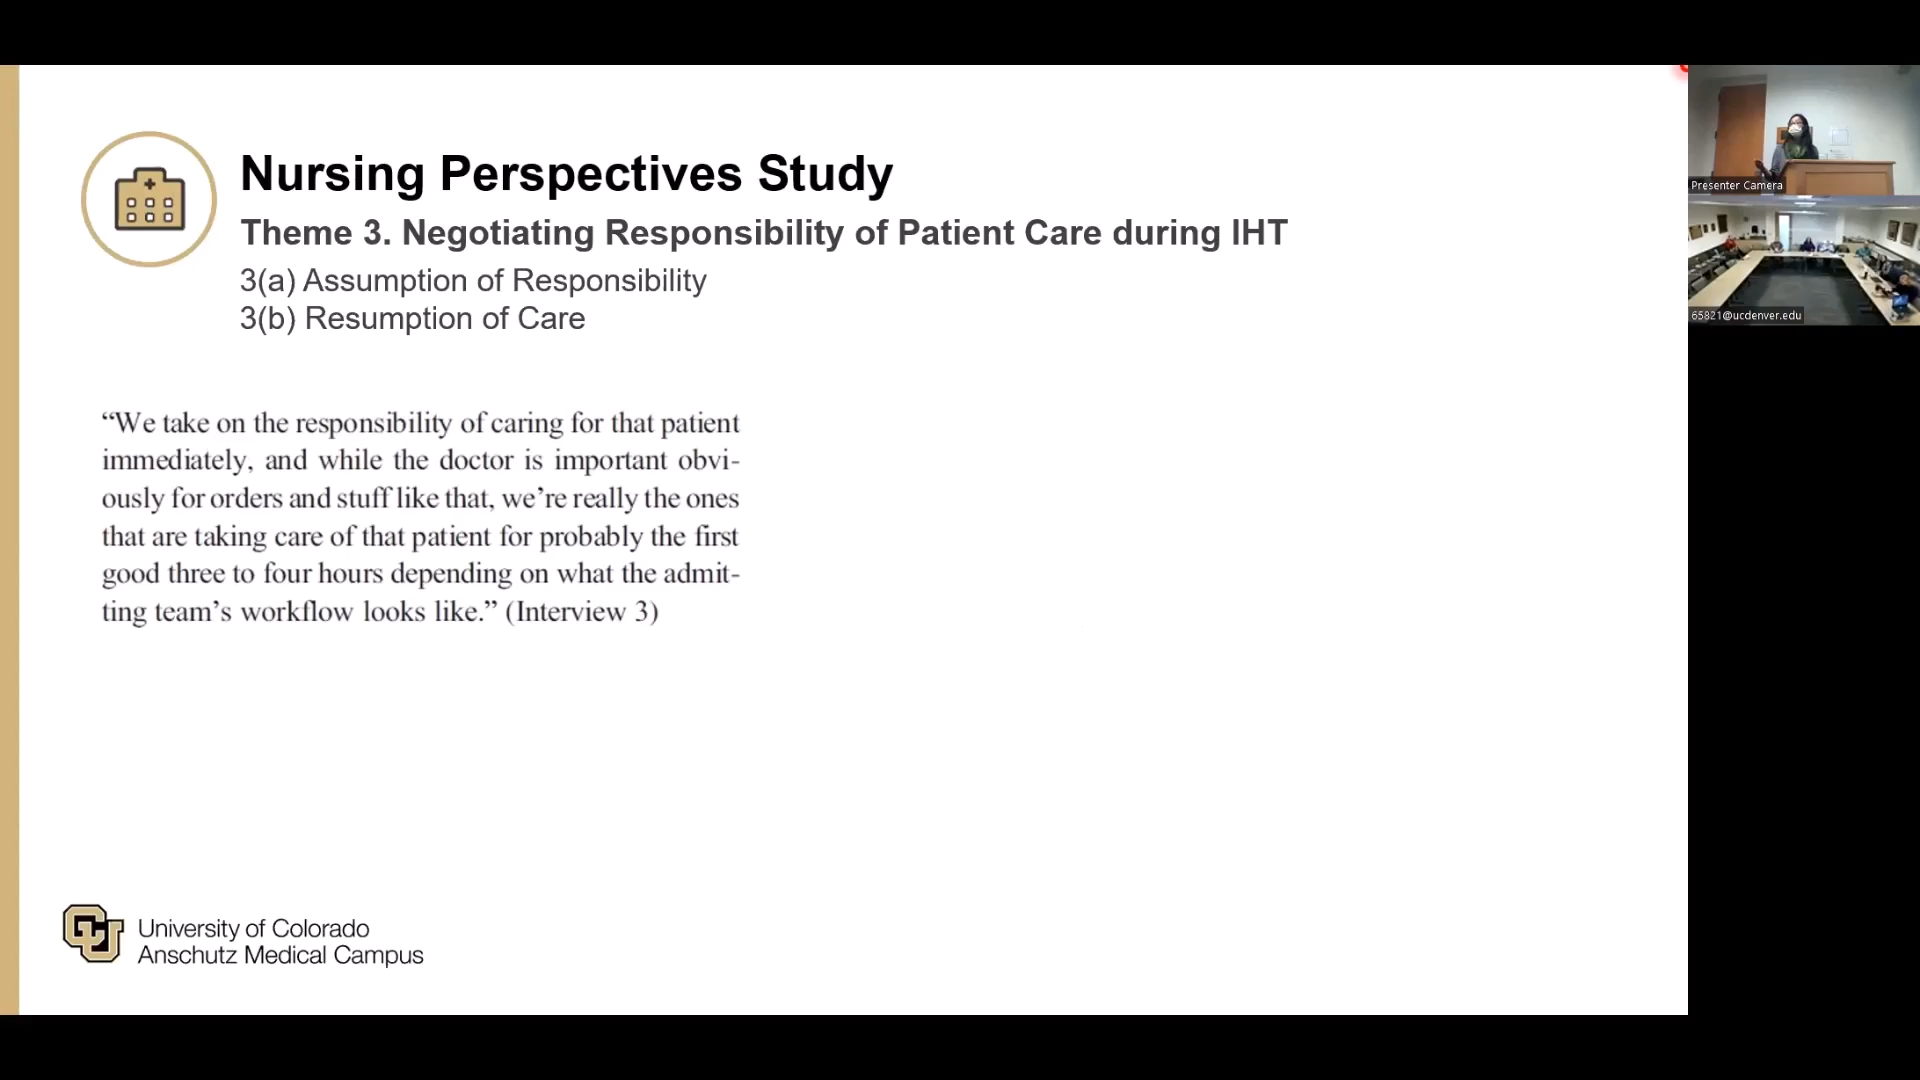 Nursing Perspectives Study
Theme 3. Negotiating Responsibility of Patient Care during IHT
3(a) Assumption of Responsibility
3(b) Resumption of Care
“We take on the responsibility of caring for that patient
immediately, and while the doctor is important obvi-
ously for orders and stuff like that, we’re really the ones
that are taking care of that patient for probably the first
good three to four hours depending on what the admit-
ting team’s workflow looks like.” (Interview 3)
University of Colorado
Anschutz Medical Campus
Presenter Camera
65821@ucdenver.edu